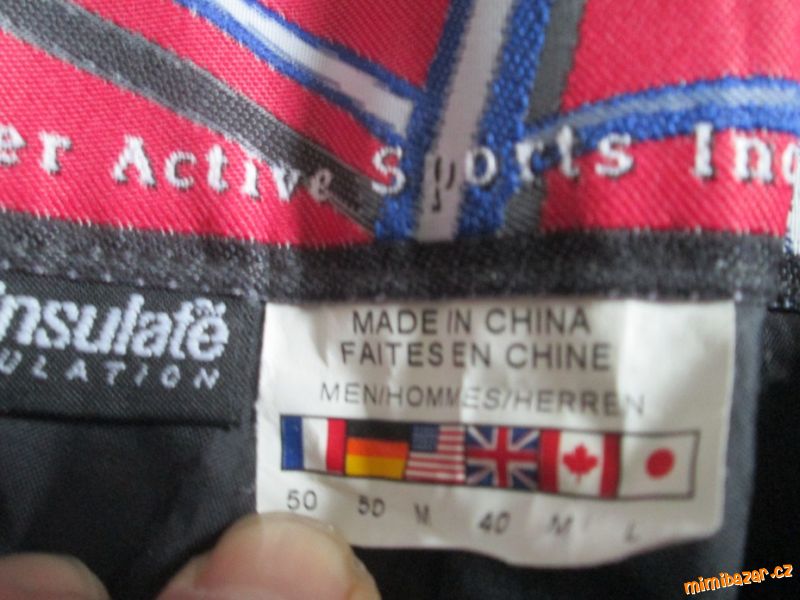 er Active Sports Inc
insulate
ULATION
MADE IN CHINA
FAITES EN CHINE
MEN/HOMMES/HERREN
50 50 M 40 M L
mimibazar.cz